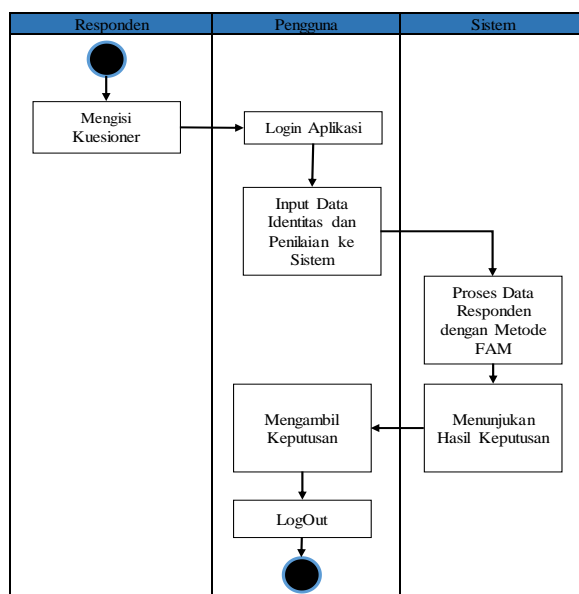 Responden
Pengguna
Sistem
Mengisi
Kuesioner
Login Aplikasi
Input Data
Identitas dan
Penilaian ke
Sistem
Proses Data
Responden
dengan Metode
FAM
Menunjukan
Hasil Keputusan
Mengambil
Keputusan
LogOut